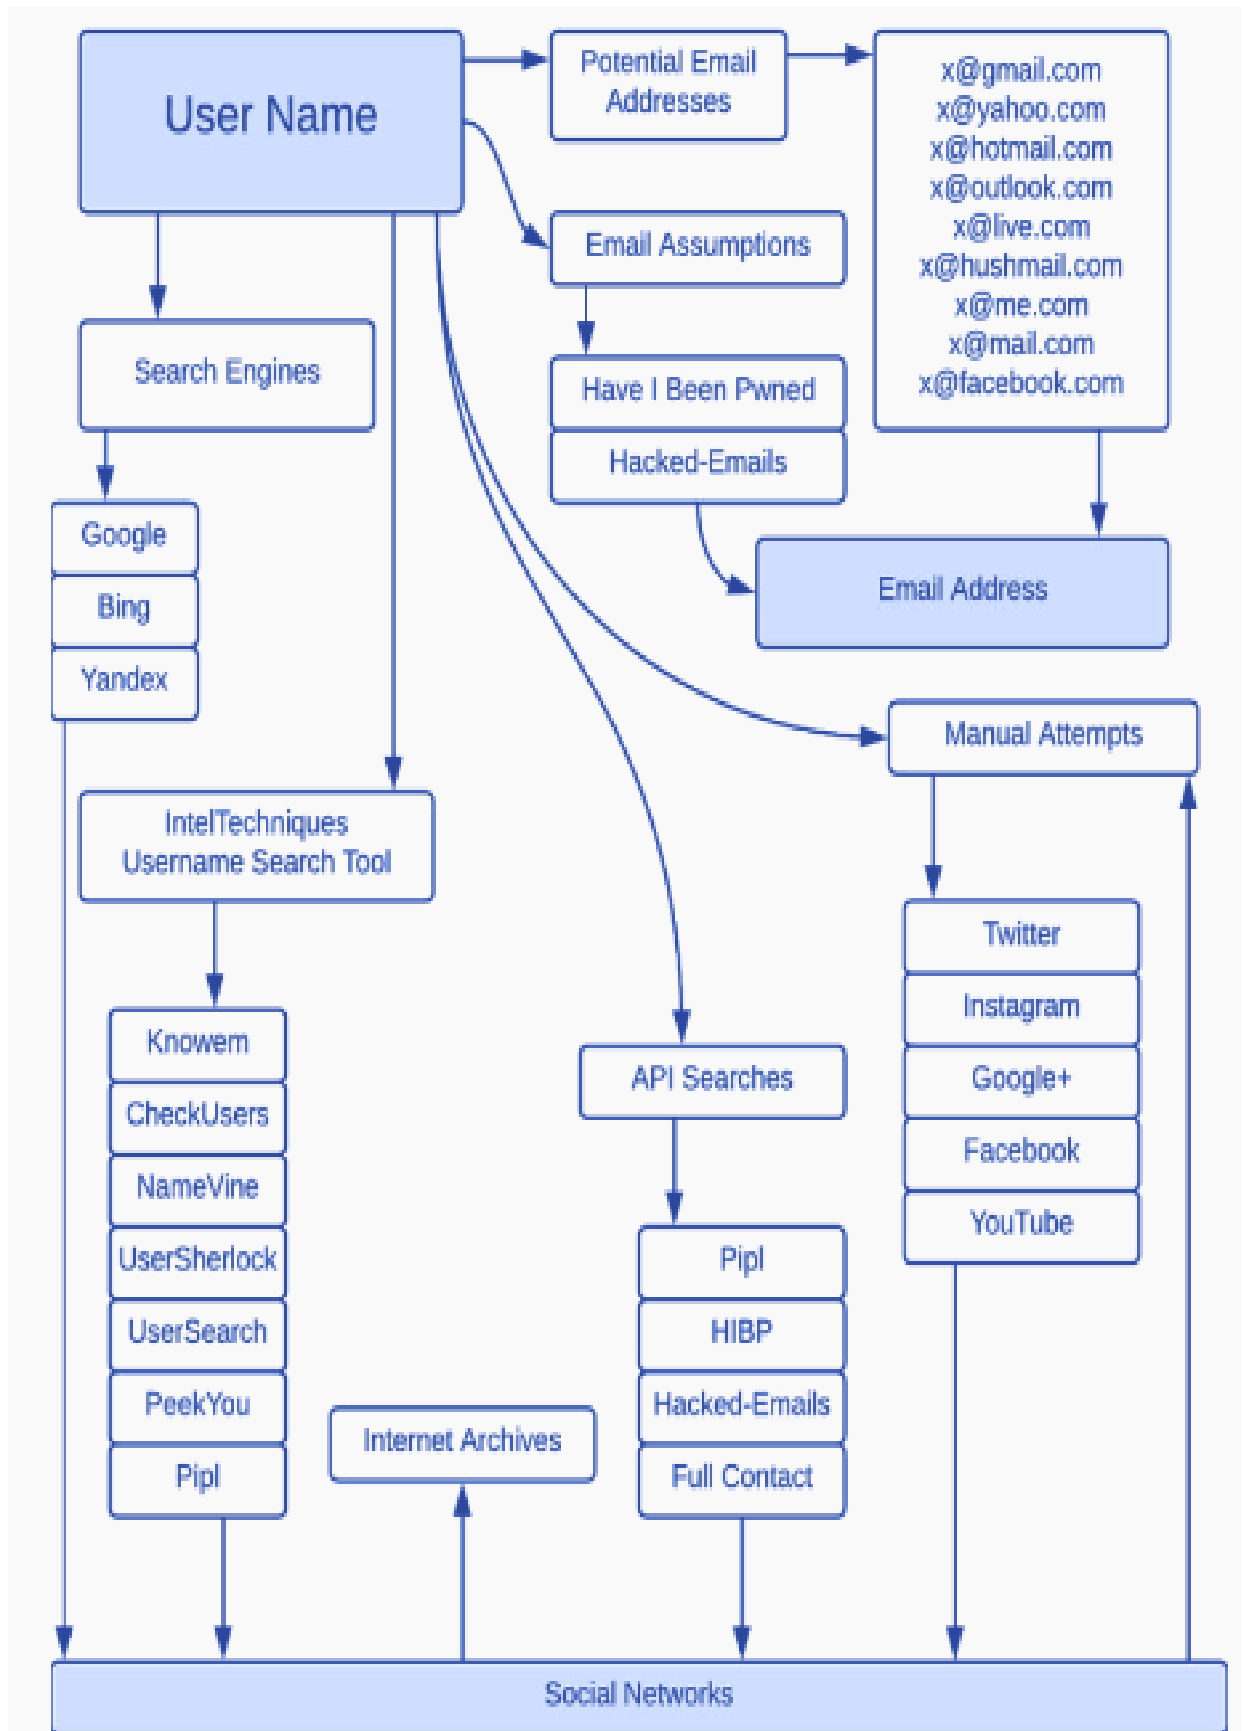 User Name
Potential Email
Addresses
x@gmail.com
x@yahoo.com
x@hotmail.com
x@outlook.com
x@live.com
x@hushmail.com
x@me.com
x@mail.com
x@facebook.com
Email Assumptions
Have I Been Pwned
Hacked-Emails
Email Address
Search Engines
Google
Bing
Yandex
Manual Attempts
IntelTechniques
Username Search Tool
Twitter
Instagram
Google+
Facebook
YouTube
Knowem
CheckUsers
NameVine
UserSherlock
UserSearch
PeekYou
Pipl
API Searches
Pipl
HIBP
Hacked-Emails
Full Contact
Internet Archives
Social Networks